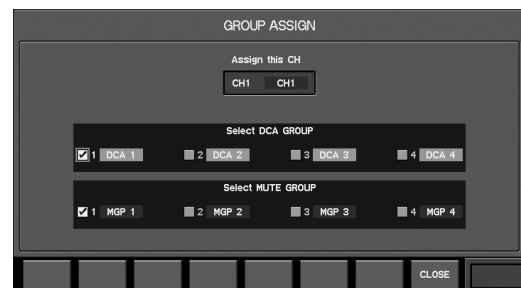 GROUP ASSIGN
Assign this CH
CH1 CH1
Select DCA GROUP
1 DCA 1 2 DCA 2 3 DCA 3 4 DCA 4
Select MUTE GROUP
1 MGP 1 2 MGP 2 3 MGP 3 4 MGP 4
CLOSE